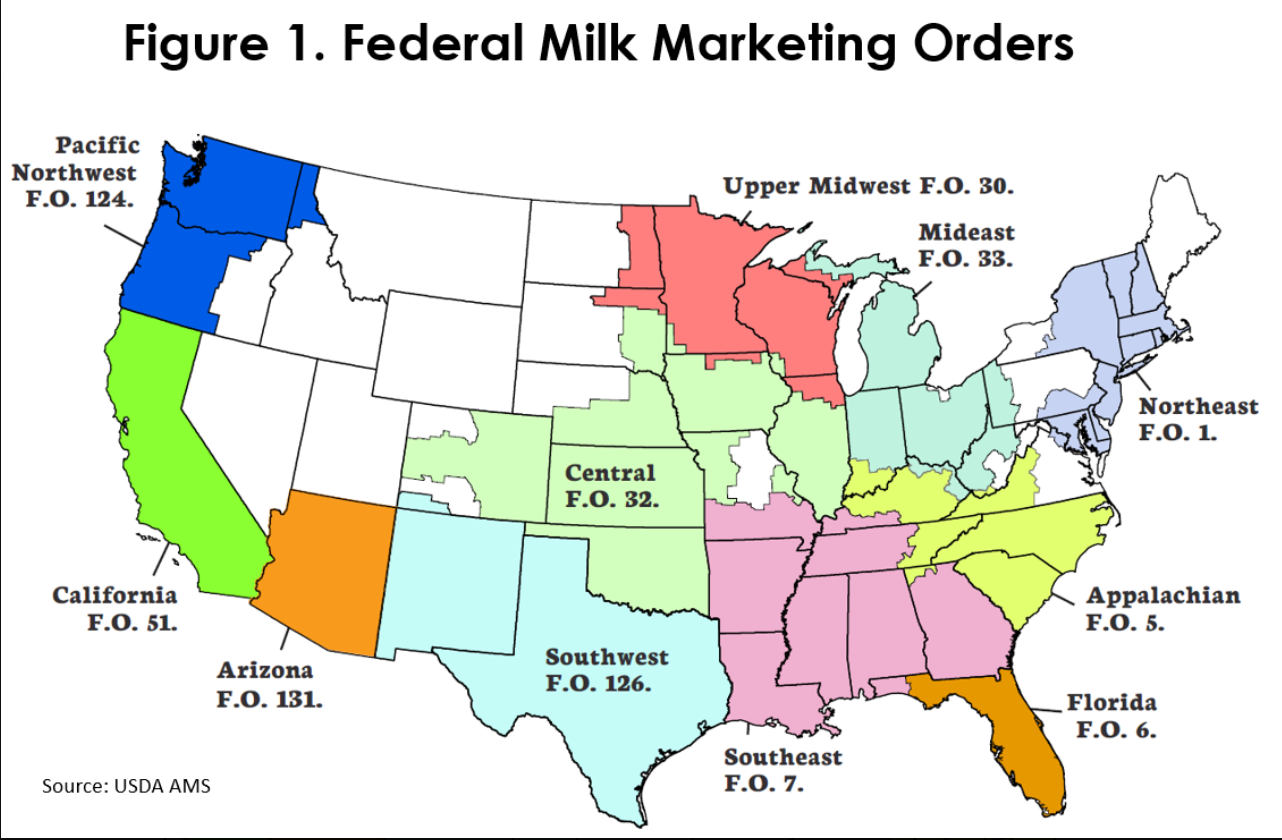 Figure 1. Federal Milk Marketing Orders
Pacific
Northwest
F.O. 124.
Upper Midwest F.O. 30.
Mideast
F.O. 33.
Northeast
F.O. 1.
Central
F.O. 32.
California
F.O. 51.
Appalachian
F.O. 5.
Arizona
F.O. 131.
Southwest
F.O. 126.
Florida
F.O. 6.
Southeast
F.O. 7.
Source: USDA AMS